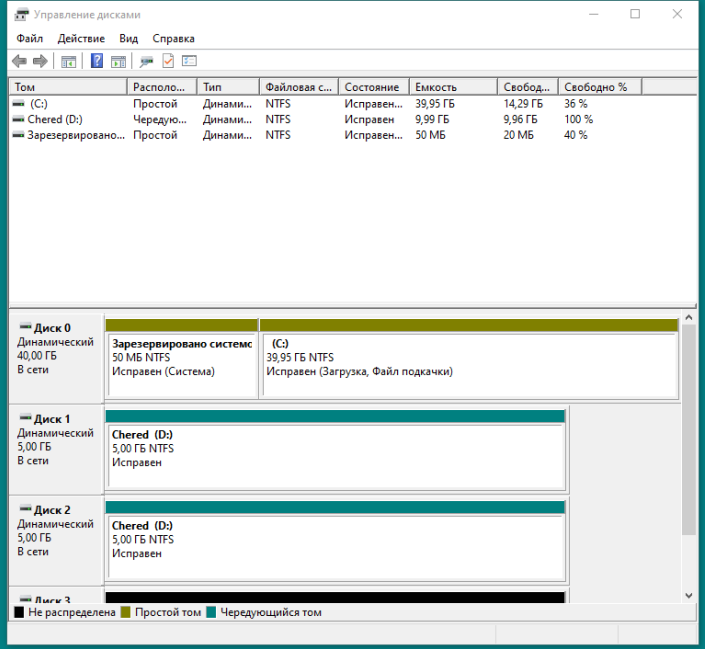 Управление дисками
Файл Действие Вид Справка
Том Располо... Тип Файловая с... Состояние Емкость Свобод... Свободно %
(C:) Простой Динами... NTFS Исправен... 39,95 ГБ 14,29 ГБ 36 %
Chered (D:) Чередую... Динами... NTFS Исправен 9,99 ГБ 9,96 ГБ 100 %
Зарезервировано... Простой Динами... NTFS Исправен... 50 МБ 20 МБ 40 %
Диск 0
Динамический
40,00 ГБ
В сети
Зарезервировано системс
50 МБ NTFS
Исправен (Система)
(C:)
39,95 ГБ NTFS
Исправен (Загрузка, Файл подкачки)
Диск 1
Динамический
5,00 ГБ
В сети
Chered (D:)
5,00 ГБ NTFS
Исправен
Диск 2
Динамический
5,00 ГБ
В сети
Chered (D:)
5,00 ГБ NTFS
Исправен
Диск 3
Не распределена Простой том Чередующийся том